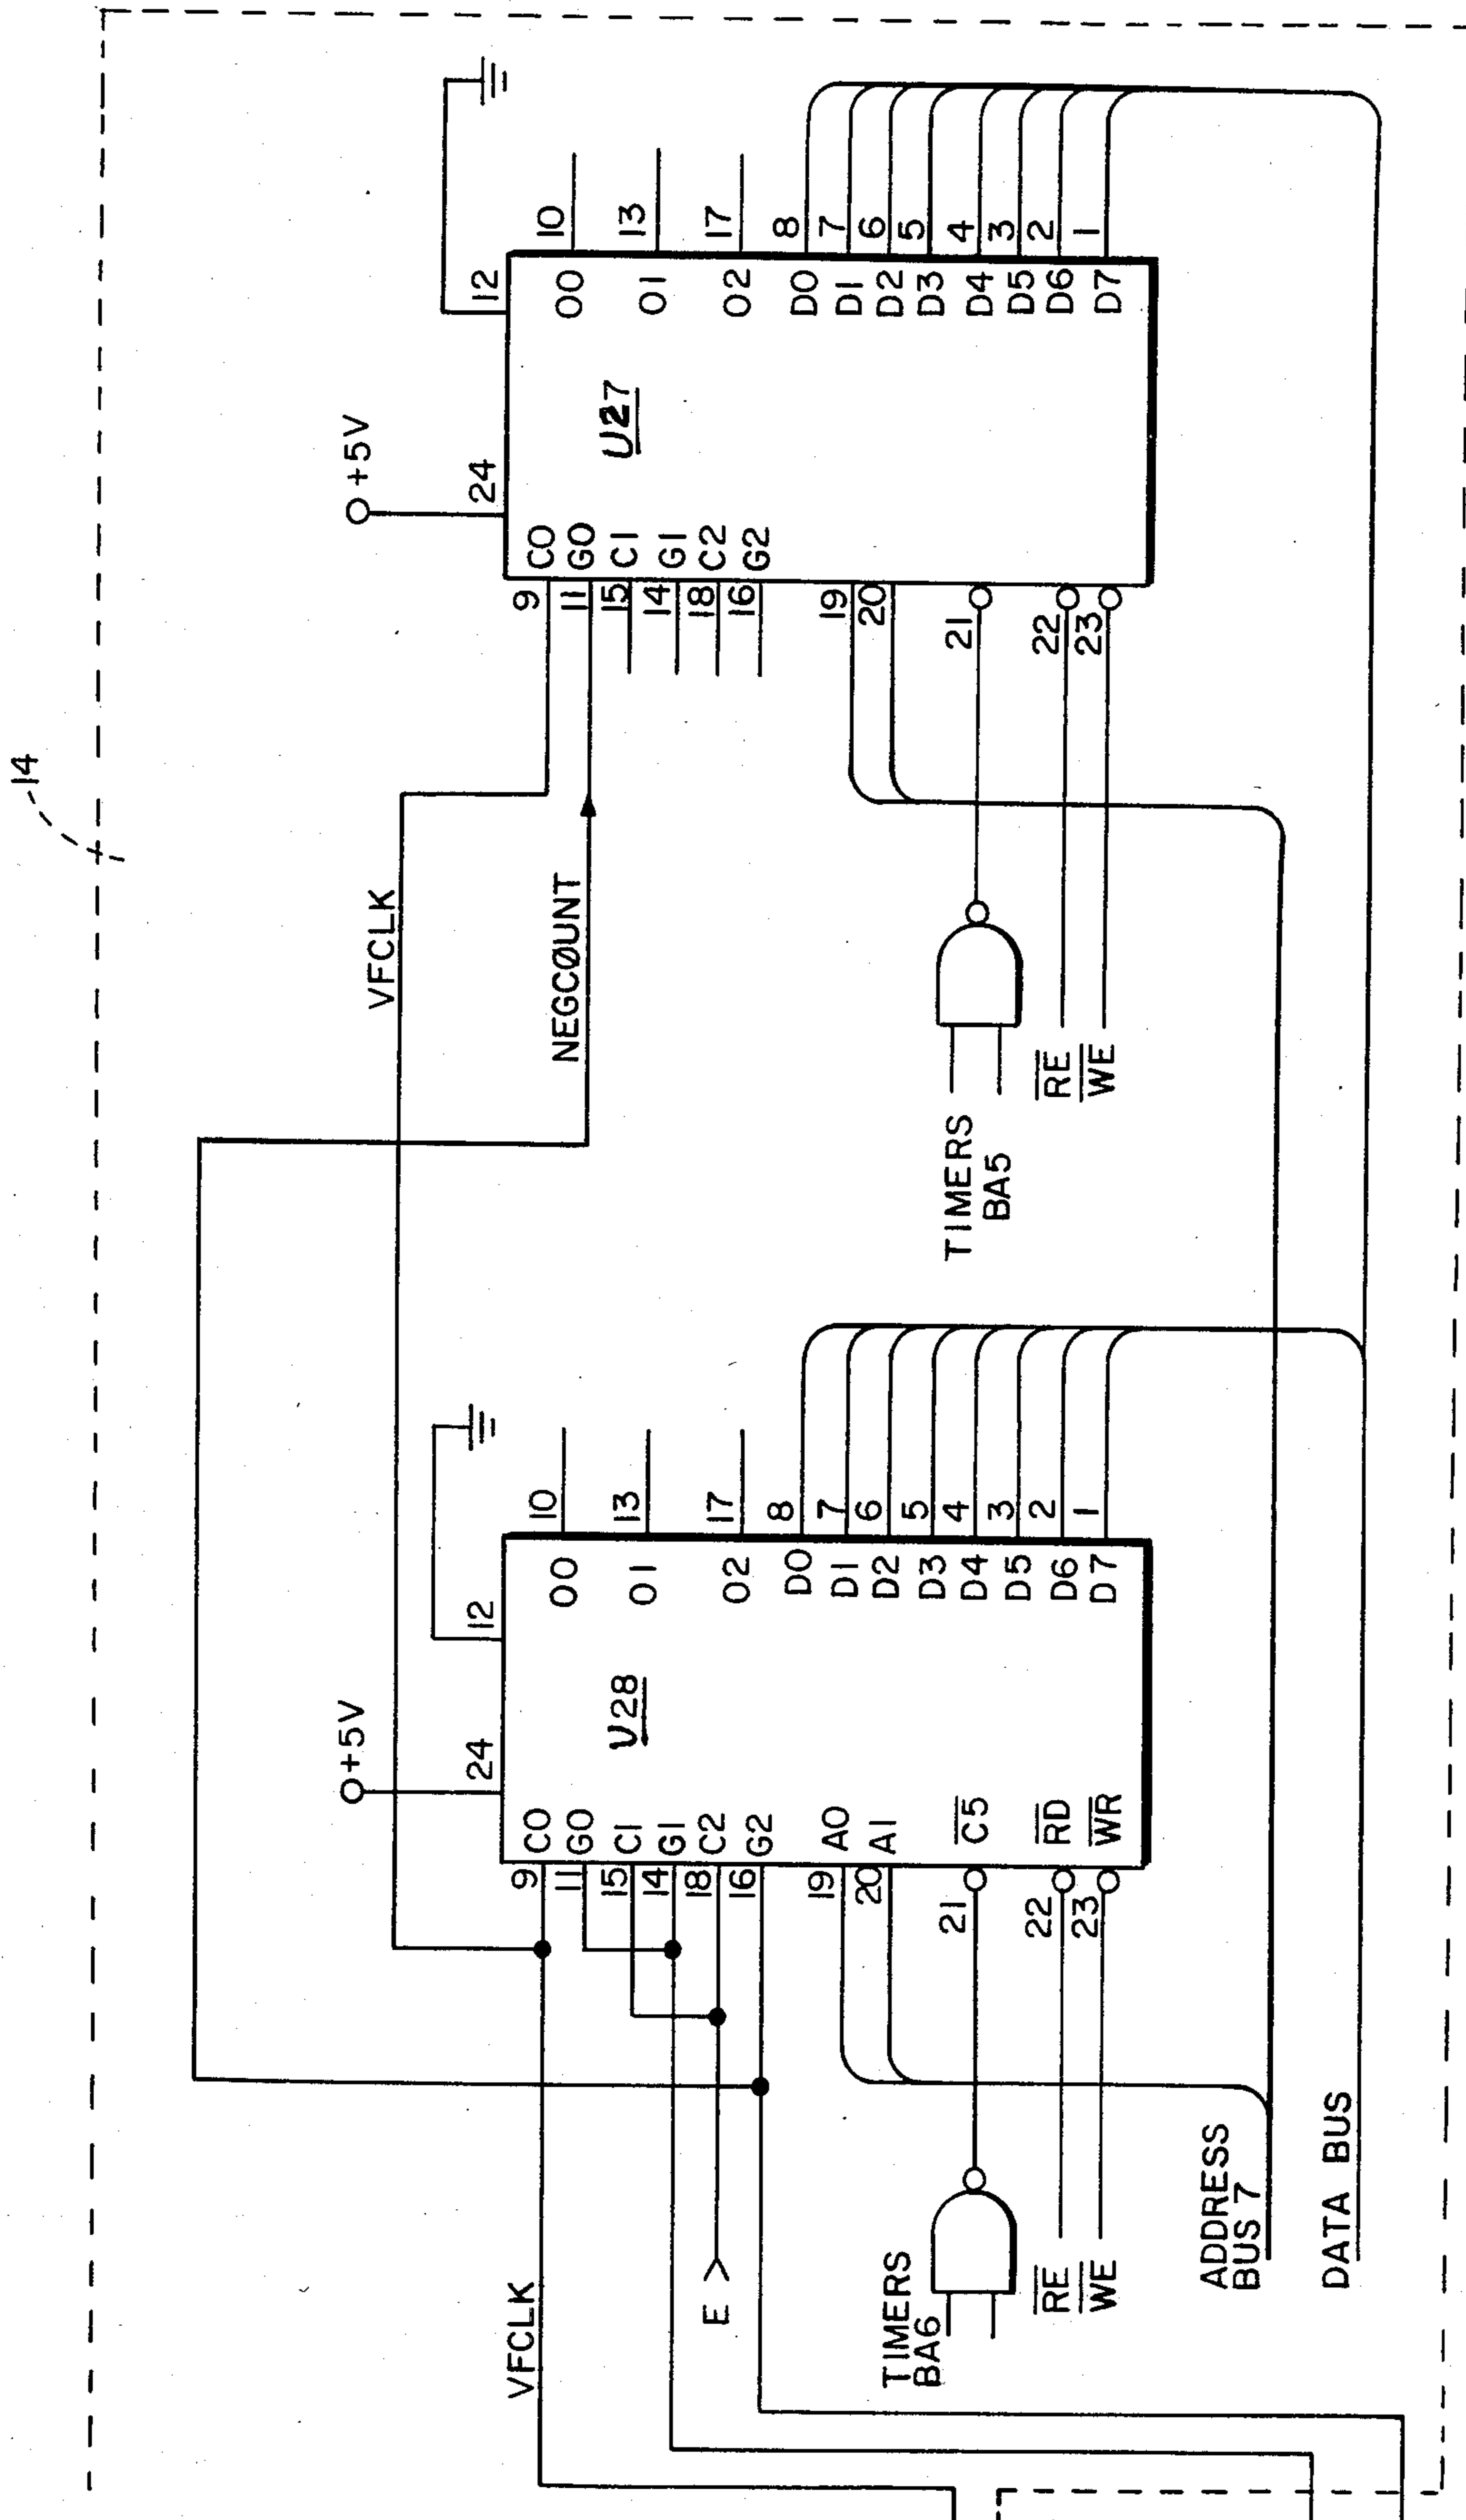 14
VFCLK
NEGCØUNT
+5V
24
12
U27
9
C0
11
G0
15
C1
14
G1
18
C2
16
G2
19
20
21
22
23
O0
10
O1
13
O2
17
D0
8
D1
7
D2
6
D3
5
D4
4
D5
3
D6
2
D7
1
TIMERS
BA5
RE
WE
+5V
24
12
U28
9
C0
11
G0
15
C1
14
G1
18
C2
16
G2
19
A0
20
A1
21
C5
22
RD
23
WR
O0
10
O1
13
O2
17
D0
8
D1
7
D2
6
D3
5
D4
4
D5
3
D6
2
D7
1
VFCLK
E >
TIMERS
BA6
RE
WE
ADDRESS
BUS 7
DATA BUS